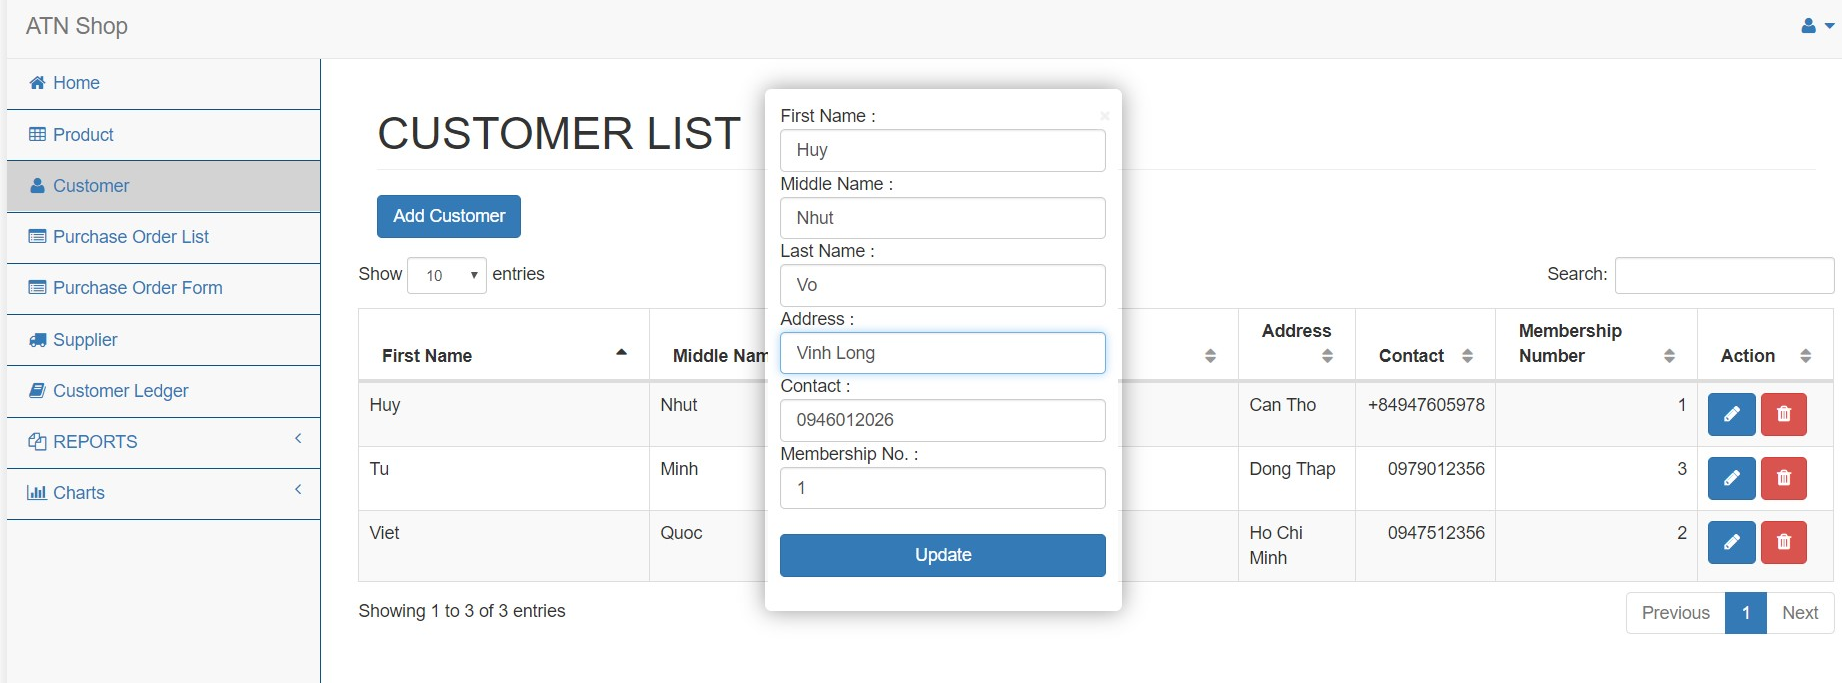 ATN Shop
Home
Product
Customer
Purchase Order List
Purchase Order Form
Supplier
Customer Ledger
REPORTS
Charts
CUSTOMER LIST
Add Customer
Show 10 entries
Search:
First Name
Middle Nam
Address
Contact
Membership
Number
Action
Huy Nhut Can Tho +84947605978 1
Tu Minh Dong Thap 0979012356 3
Viet Quoc Ho Chi
Minh 0947512356 2
Showing 1 to 3 of 3 entries
Previous 1 Next
First Name :
×
Huy
Middle Name :
Nhut
Last Name :
Vo
Address :
Vinh Long
Contact :
0946012026
Membership No. :
1
Update